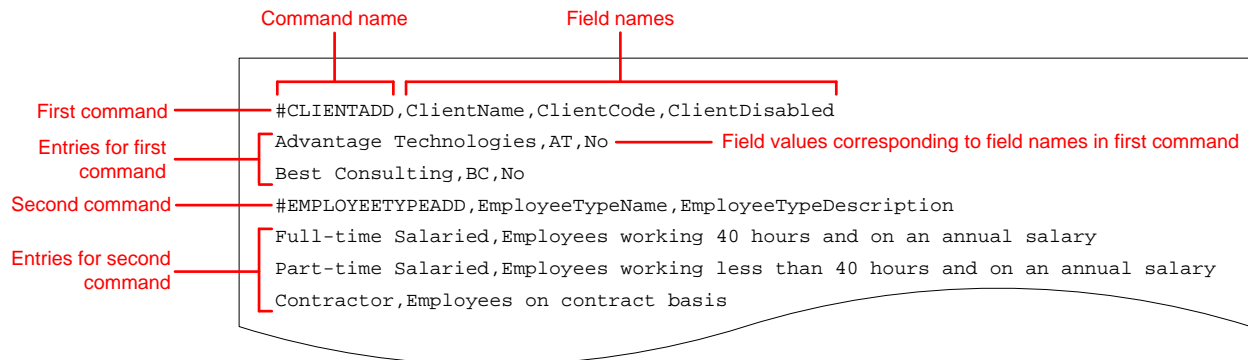 Command name
Field names
First command
#CLIENTADD,ClientName,ClientCode,ClientDisabled
Entries for first
command
Advantage Technologies,AT,No
Field values corresponding to field names in first command
Best Consulting,BC,No
Second command
#EMPLOYEETYPEADD,EmployeeTypeName,EmployeeTypeDescription
Entries for second
command
Full-time Salaried,Employees working 40 hours and on an annual salary
Part-time Salaried,Employees working less than 40 hours and on an annual salary
Contractor,Employees on contract basis